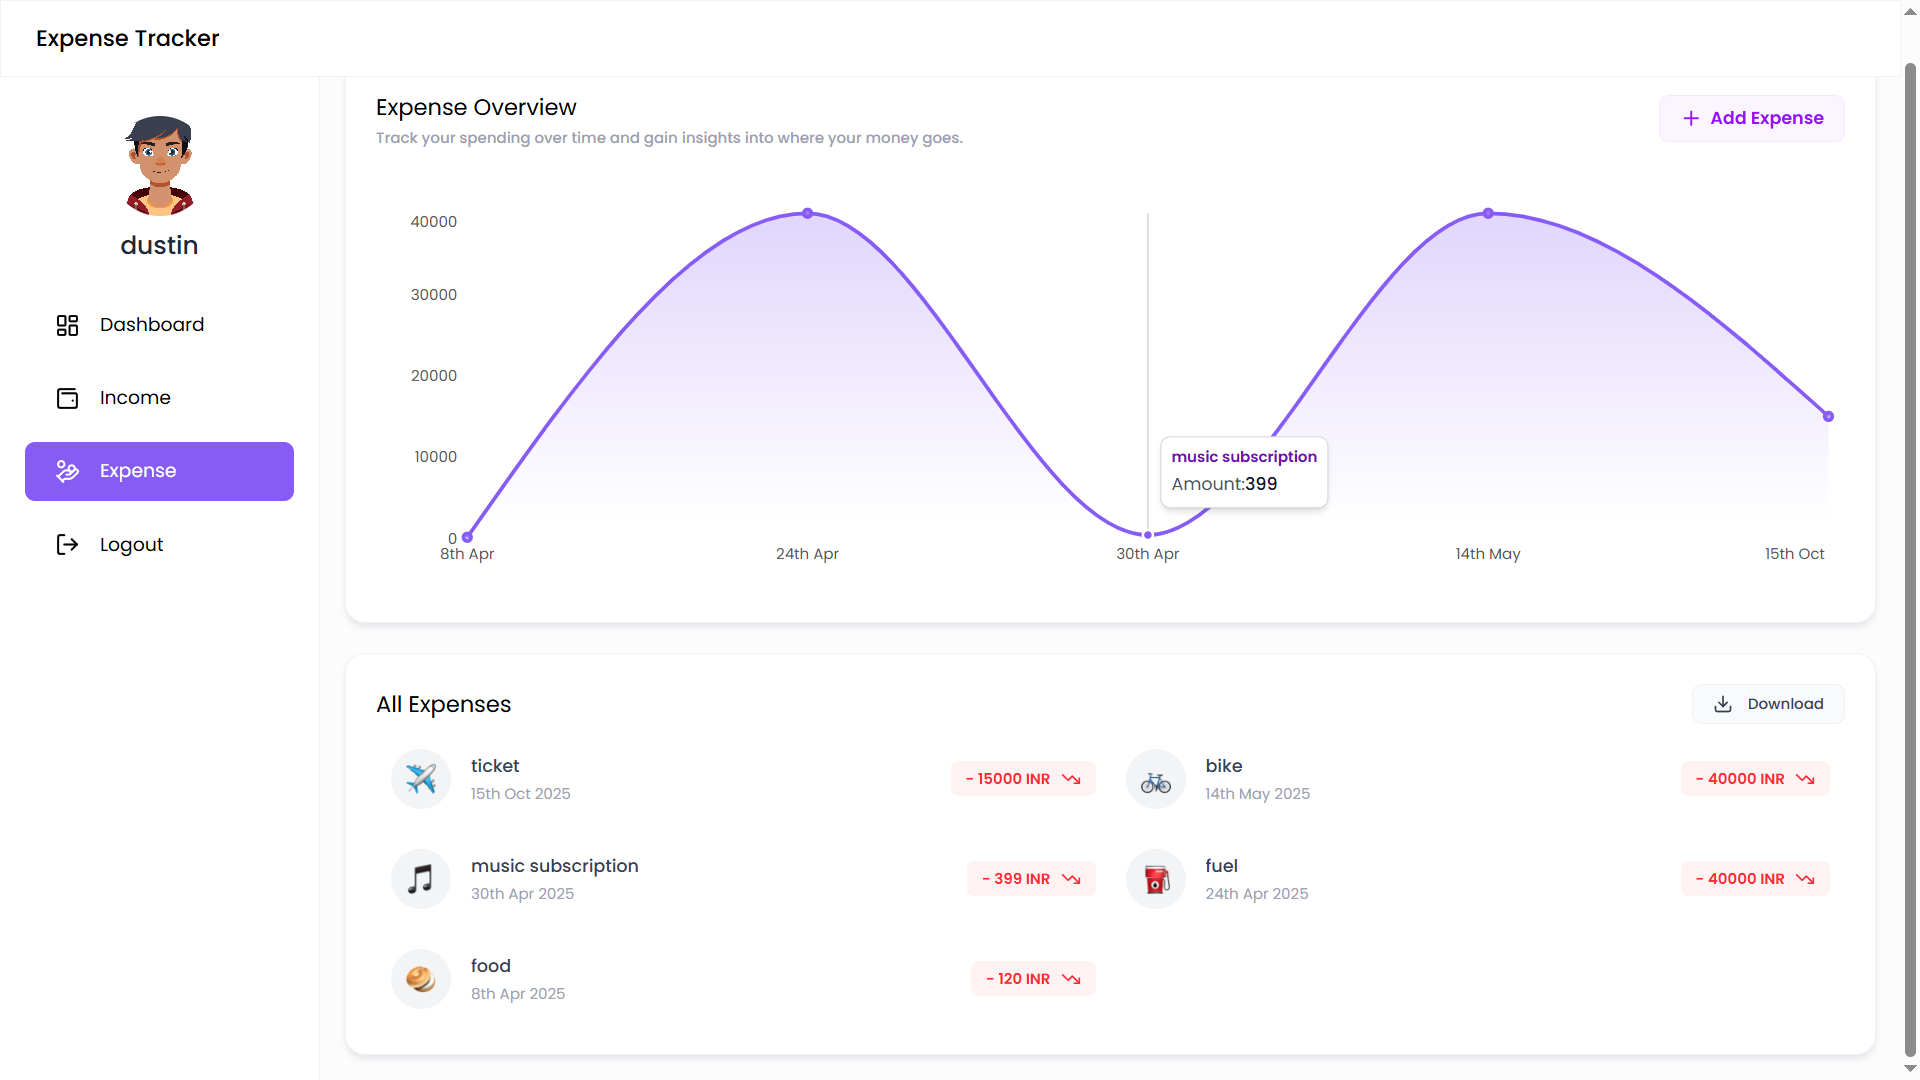 Expense Tracker
dustin
Dashboard
Income
Expense
Logout
Expense Overview
Track your spending over time and gain insights into where your money goes.
+ Add Expense
40000
30000
20000
10000
0
8th Apr
24th Apr
30th Apr
14th May
15th Oct
music subscription
Amount:399
All Expenses
Download
ticket
15th Oct 2025
- 15000 INR
bike
14th May 2025
- 40000 INR
music subscription
30th Apr 2025
- 399 INR
fuel
24th Apr 2025
- 40000 INR
food
8th Apr 2025
- 120 INR